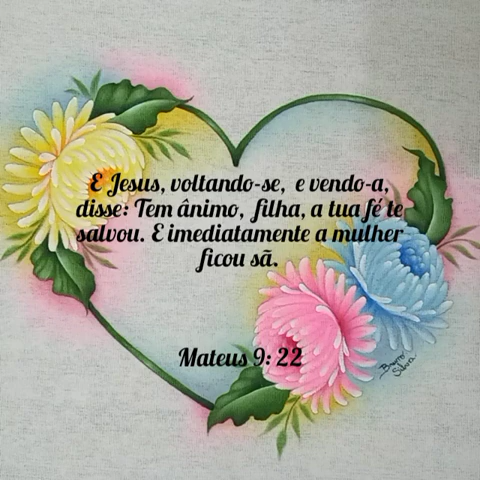 E Jesus, voltando-se, e vendo-a,
disse: Tem ânimo, filha, a tua fé te
salvou. E imediatamente a mulher
ficou sã.
Mateus 9: 22